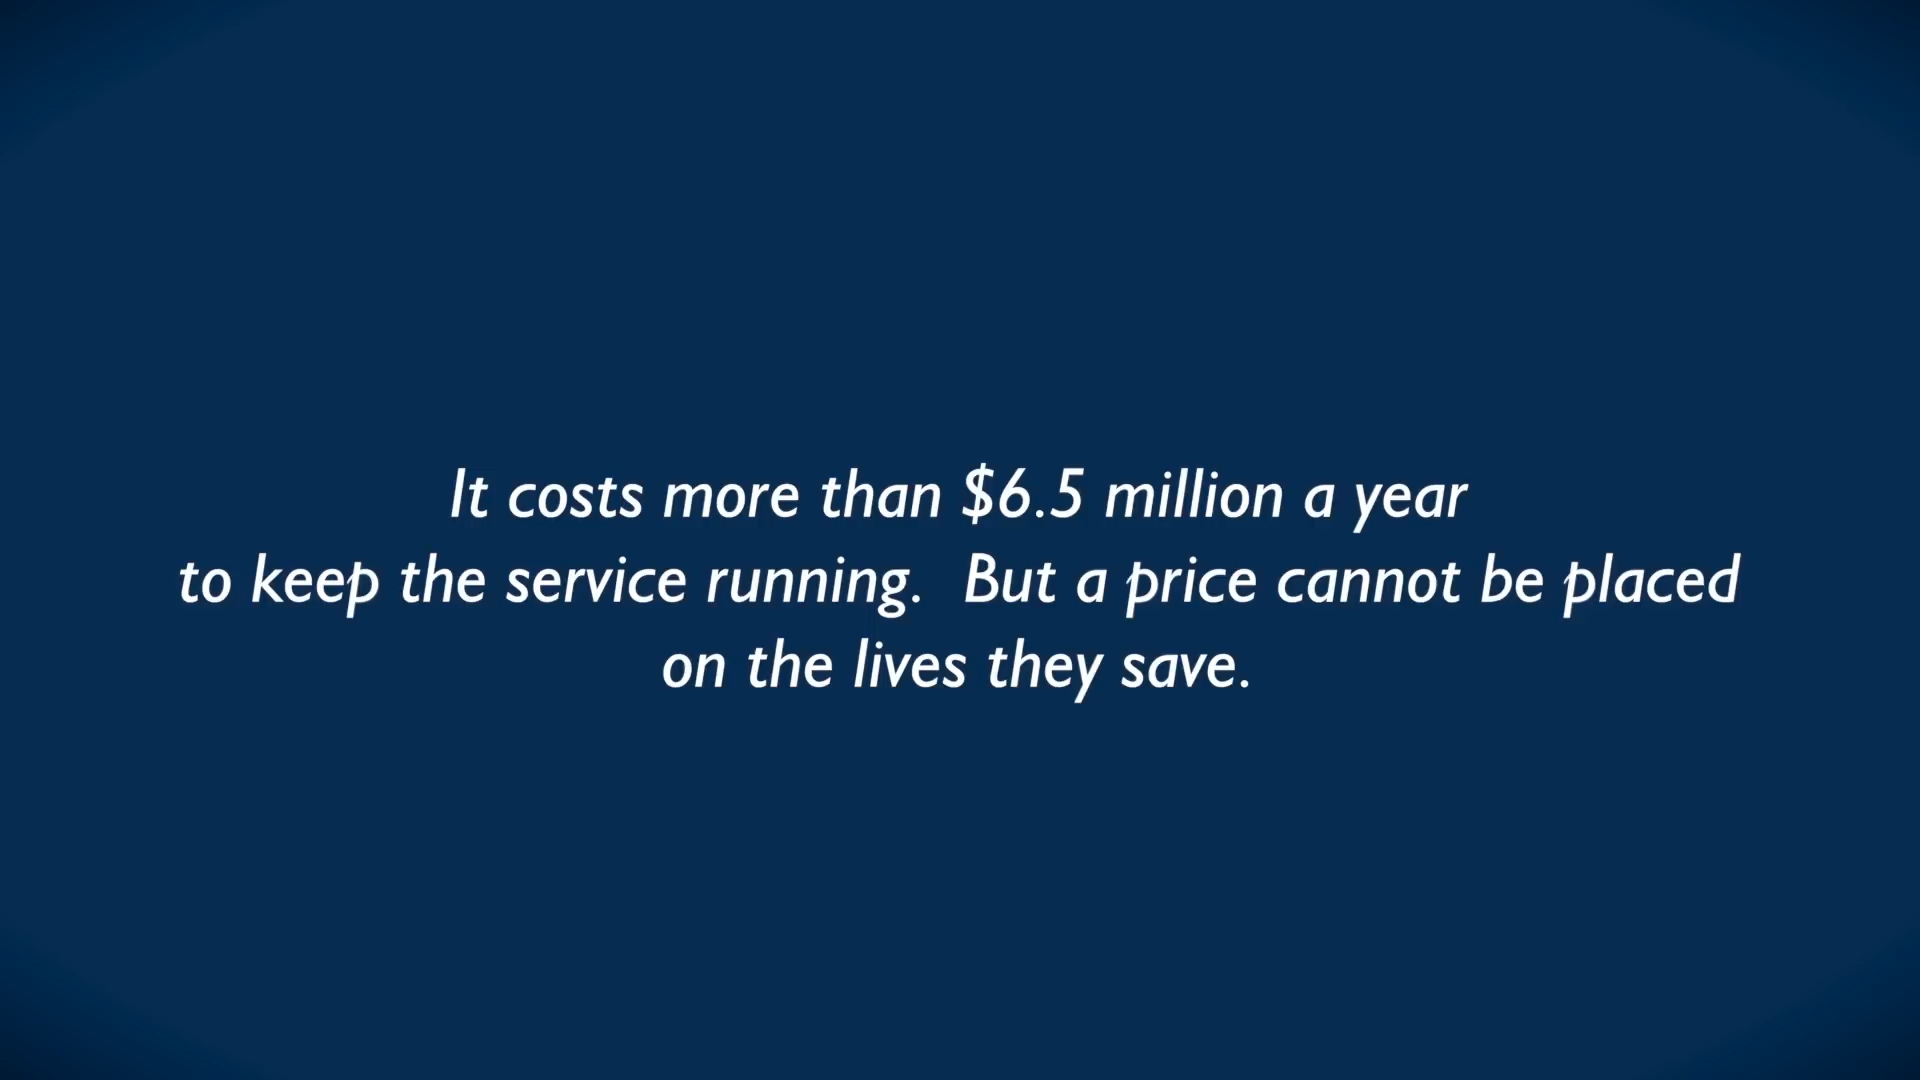 It costs more than $6.5 million a year
to keep the service running.  But a price cannot be placed
on the lives they save.